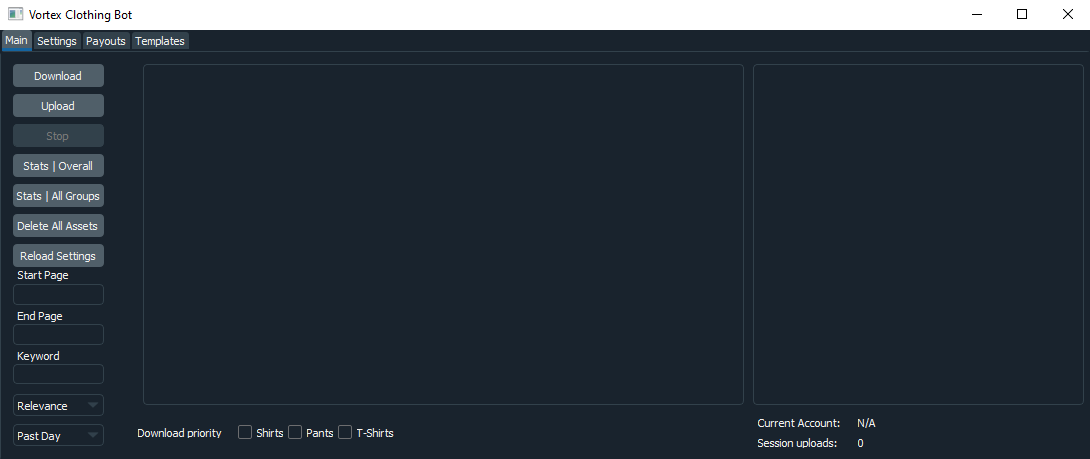 Vortex Clothing Bot
Main Settings Payouts Templates
Download
Upload
Stop
Stats | Overall
Stats | All Groups
Delete All Assets
Reload Settings
Start Page
End Page
Keyword
Relevance
Past Day
Download priority Shirts Pants T-Shirts
Current Account: N/A
Session uploads: 0